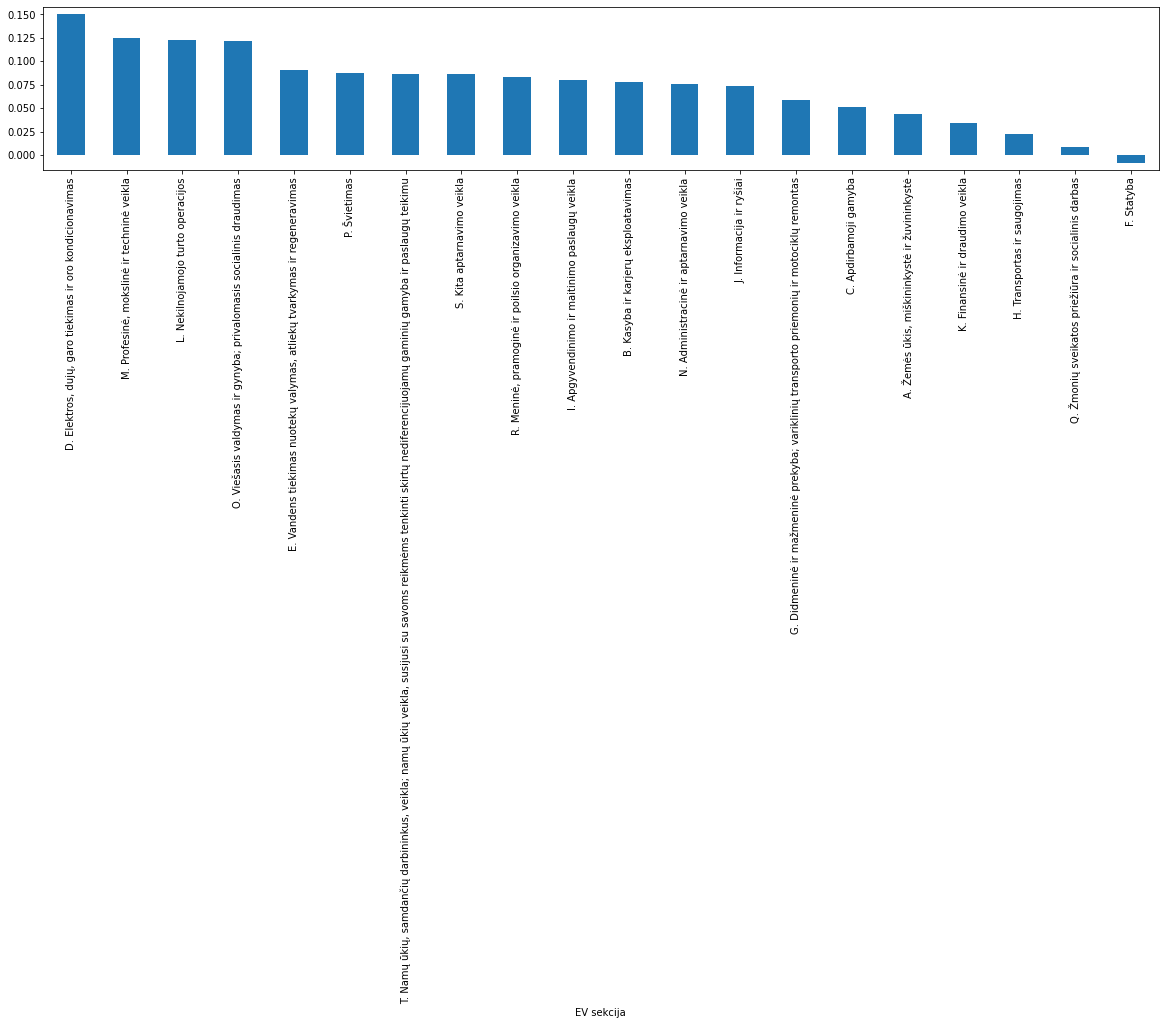 0.150
0.125
0.100
0.075
0.050
0.025
0.000
D. Elektros, dujų, garo tiekimas ir oro kondicionavimas
M. Profesinė, mokslinė ir techninė veikla
L. Nekilnojamojo turto operacijos
O. Viešasis valdymas ir gynyba; privalomasis socialinis draudimas
E. Vandens tiekimas nuotekų valymas, atliekų tvarkymas ir regeneravimas
P. Švietimas
T. Namų ūkių, samdančių darbininkus, veikla; namų ūkių veikla, susijusi su savoms reikmėms tenkinti skirtų nediferencijuojamų gaminių gamyba ir paslaugų teikimu
S. Kita aptarnavimo veikla
R. Meninė, pramoginė ir poilsio organizavimo veikla
I. Apgyvendinimo ir maitinimo paslaugų veikla
B. Kasyba ir karjerų eksploatavimas
N. Administracinė ir aptarnavimo veikla
J. Informacija ir ryšiai
G. Didmeninė ir mažmeninė prekyba; variklinių transporto priemonių ir motociklų remontas
C. Apdirbamoji gamyba
A. Žemės ūkis, miškininkystė ir žuvininkystė
K. Finansinė ir draudimo veikla
H. Transportas ir saugojimas
Q. Žmonių sveikatos priežiūra ir socialinis darbas
F. Statyba
EV sekcija